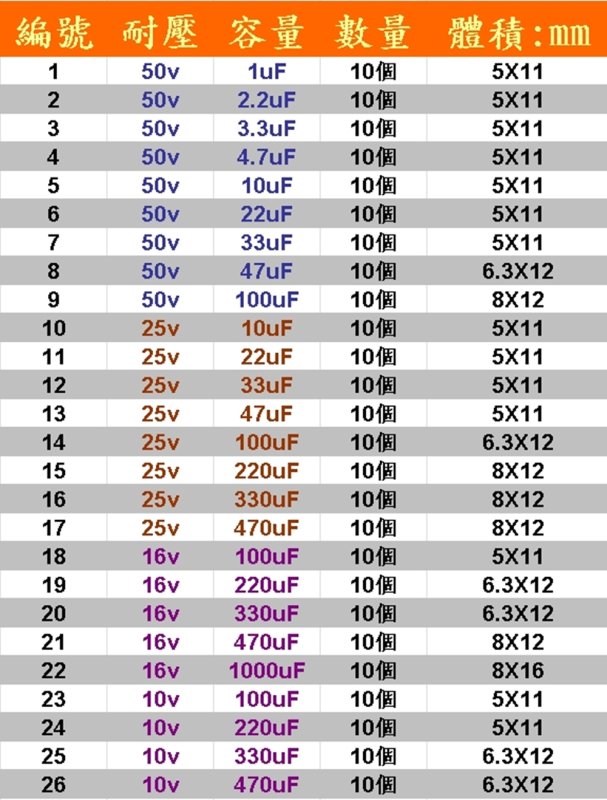 編號 耐壓 容量 數量 體積:mm
1 50v 1uF 10個 5X11
2 50v 2.2uF 10個 5X11
3 50v 3.3uF 10個 5X11
4 50v 4.7uF 10個 5X11
5 50v 10uF 10個 5X11
6 50v 22uF 10個 5X11
7 50v 33uF 10個 5X11
8 50v 47uF 10個 6.3X12
9 50v 100uF 10個 8X12
10 25v 10uF 10個 5X11
11 25v 22uF 10個 5X11
12 25v 33uF 10個 5X11
13 25v 47uF 10個 5X11
14 25v 100uF 10個 6.3X12
15 25v 220uF 10個 8X12
16 25v 330uF 10個 8X12
17 25v 470uF 10個 8X12
18 16v 100uF 10個 5X11
19 16v 220uF 10個 6.3X12
20 16v 330uF 10個 6.3X12
21 16v 470uF 10個 8X12
22 16v 1000uF 10個 8X16
23 10v 100uF 10個 5X11
24 10v 220uF 10個 5X11
25 10v 330uF 10個 6.3X12
26 10v 470uF 10個 6.3X12